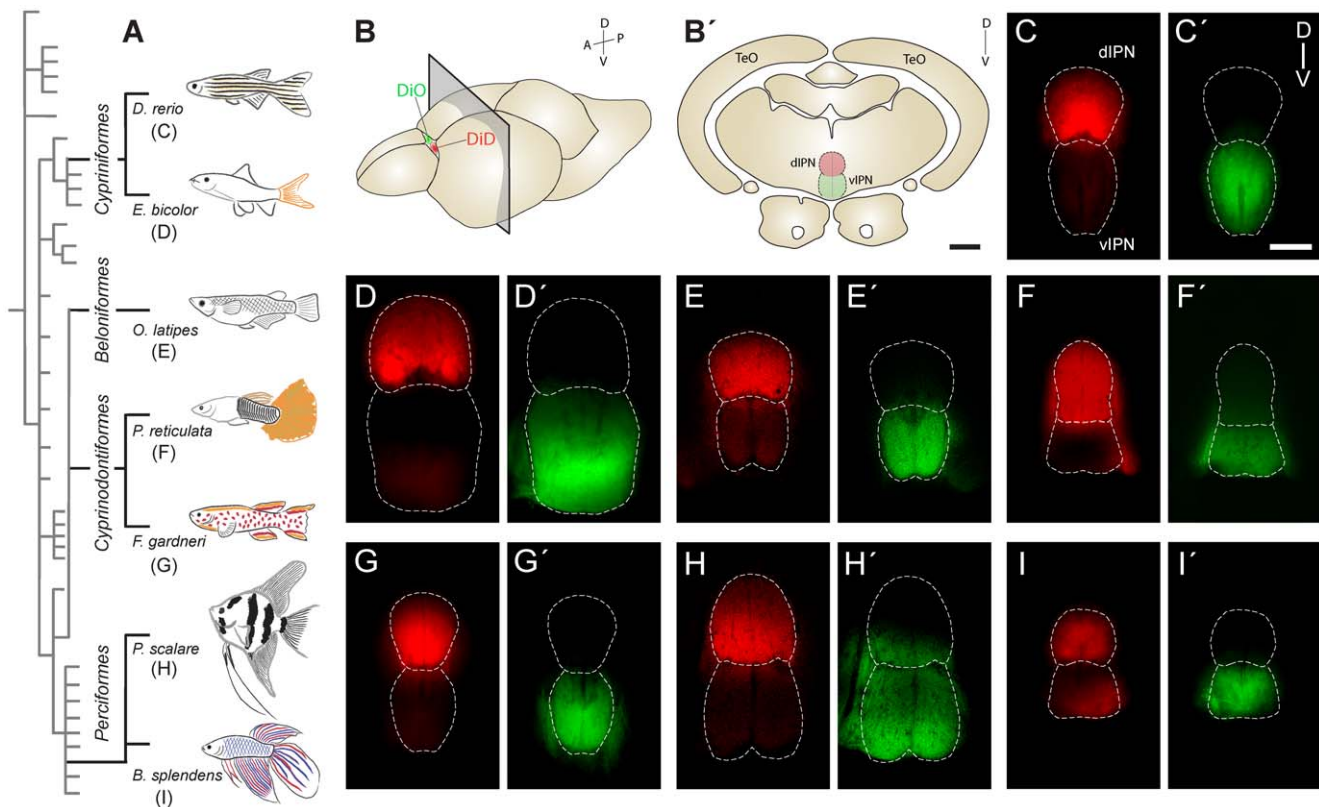 A
D. rerio
(C)
Cypriniformes
E. bicolor
(D)
Beloniformes
O. latipes
(E)
P. reticulata
(F)
Cyprinodontiformes
F. gardneri
(G)
P. scalare
(H)
Perciformes
B. splendens
(I)
B
D
A P
V
DiO
DiD
B´
D
V
TeO
TeO
dIPN
vIPN
C
dIPN
vIPN
C´
D
V
D
D´
E
E´
F
F´
G
G´
H
H´
I
I´